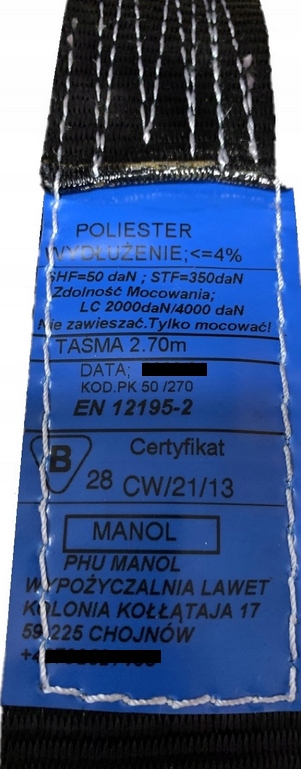 POLIESTER
WYDŁUŻENIE;<=4%
SHF=50 daN ; STF=350daN
Zdolność Mocowania;
LC 2000daN/4000 daN
Nie zawieszać.Tylko mocować!
TASMA 2.70m
DATA;
KOD.PK 50 /270
EN 12195-2
B
Certyfikat
28 CW/21/13
MANOL
PHU MANOL
WYPOŻYCZALNIA LAWET
KOLONIA KOŁŁĄTAJA 17
59-225 CHOJNÓW